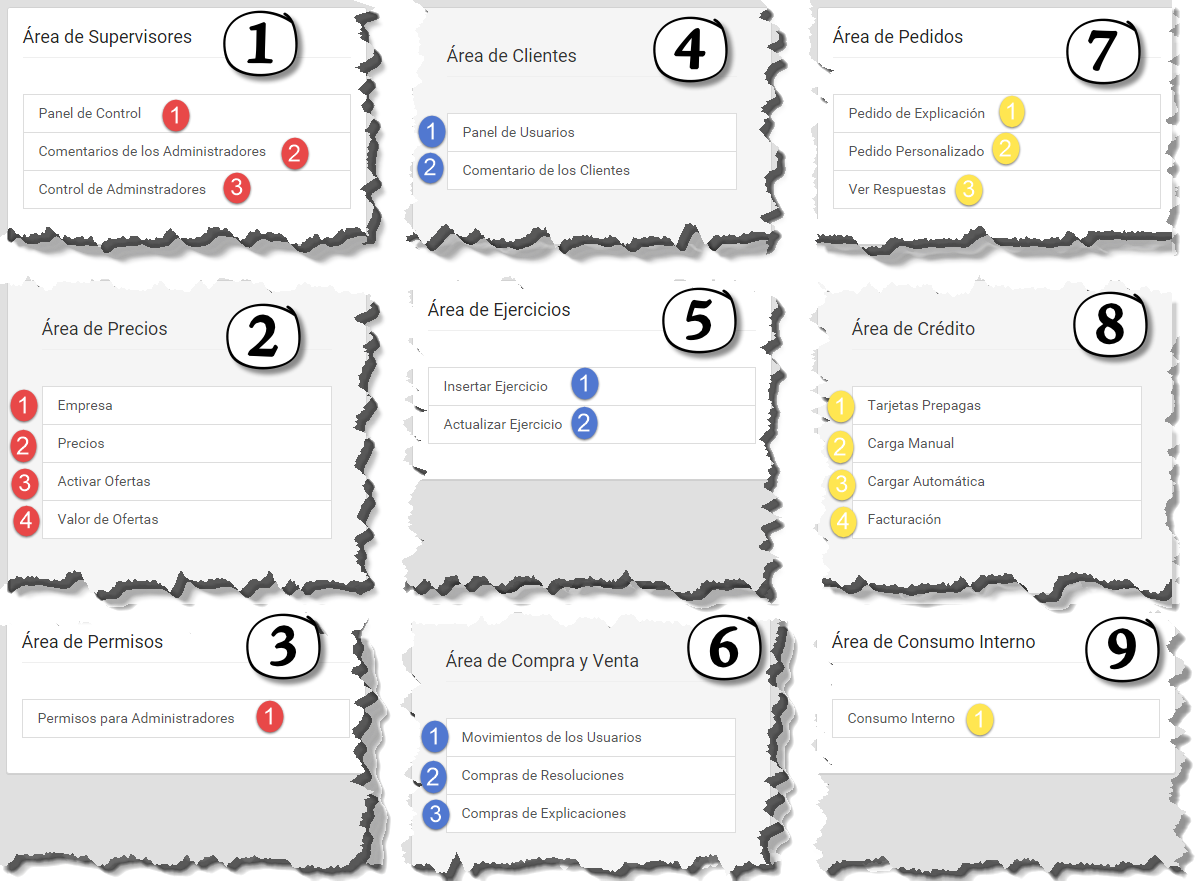 Área de Supervisores 1
Panel de Control 1
Comentarios de los Administradores 2
Control de Adminstradores 3
Área de Precios 2
1 Empresa
2 Precios
3 Activar Ofertas
4 Valor de Ofertas
Área de Permisos 3
Permisos para Administradores 1
Área de Clientes 4
1 Panel de Usuarios
2 Comentario de los Clientes
Área de Ejercicios 5
Insertar Ejercicio 1
Actualizar Ejercicio 2
Área de Compra y Venta 6
1 Movimientos de los Usuarios
2 Compras de Resoluciones
3 Compras de Explicaciones
Área de Pedidos 7
Pedido de Explicación 1
Pedido Personalizado 2
Ver Respuestas 3
Área de Crédito 8
1 Tarjetas Prepagas
2 Carga Manual
3 Cargar Automática
4 Facturación
Área de Consumo Interno 9
Consumo Interno 1